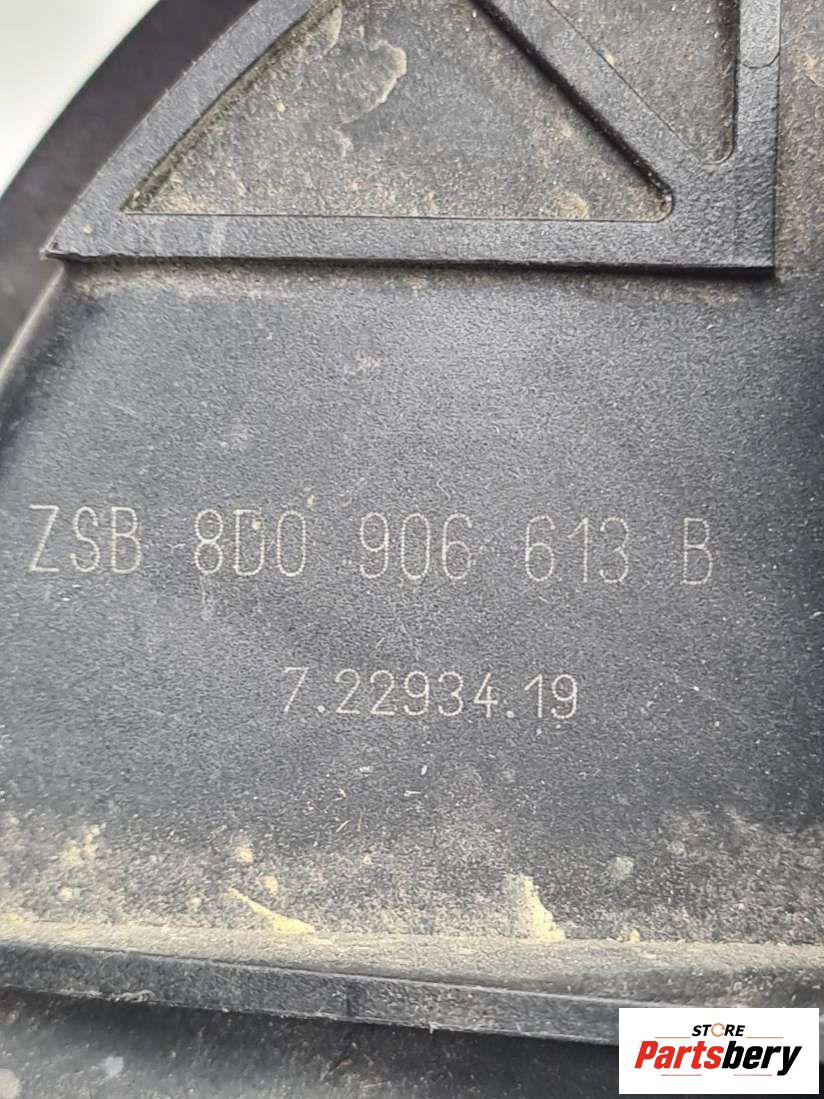 ZSB 8D0 906 613 B
7.22934.19
STORE
Partsbery